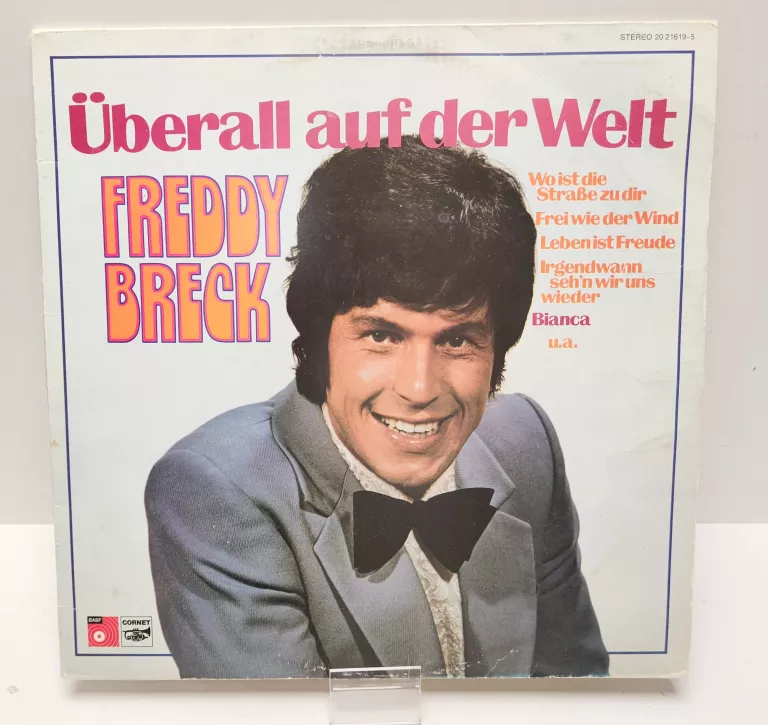 STEREO 20 21619-5
Überall auf der Welt
FREDDY
BRECK
Wo ist die
Straße zu dir
Frei wie der Wind
Leben ist Freude
Irgendwann
seh'n wir uns
wieder
Bianca
u.a.
BASF
CORNET